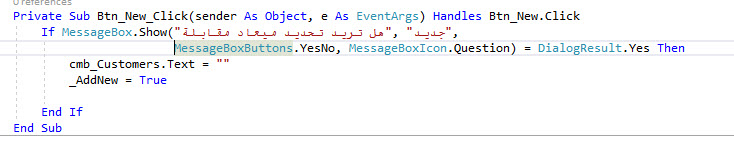 0 references
Private Sub Btn_New_Click(sender As Object, e As EventArgs) Handles Btn_New.Click
If MessageBox.Show("هل تريد تحديد ميعاد مقابلة", "جديد",
MessageBoxButtons.YesNo, MessageBoxIcon.Question) = DialogResult.Yes Then
cmb_Customers.Text = ""
_AddNew = True
End If
End Sub